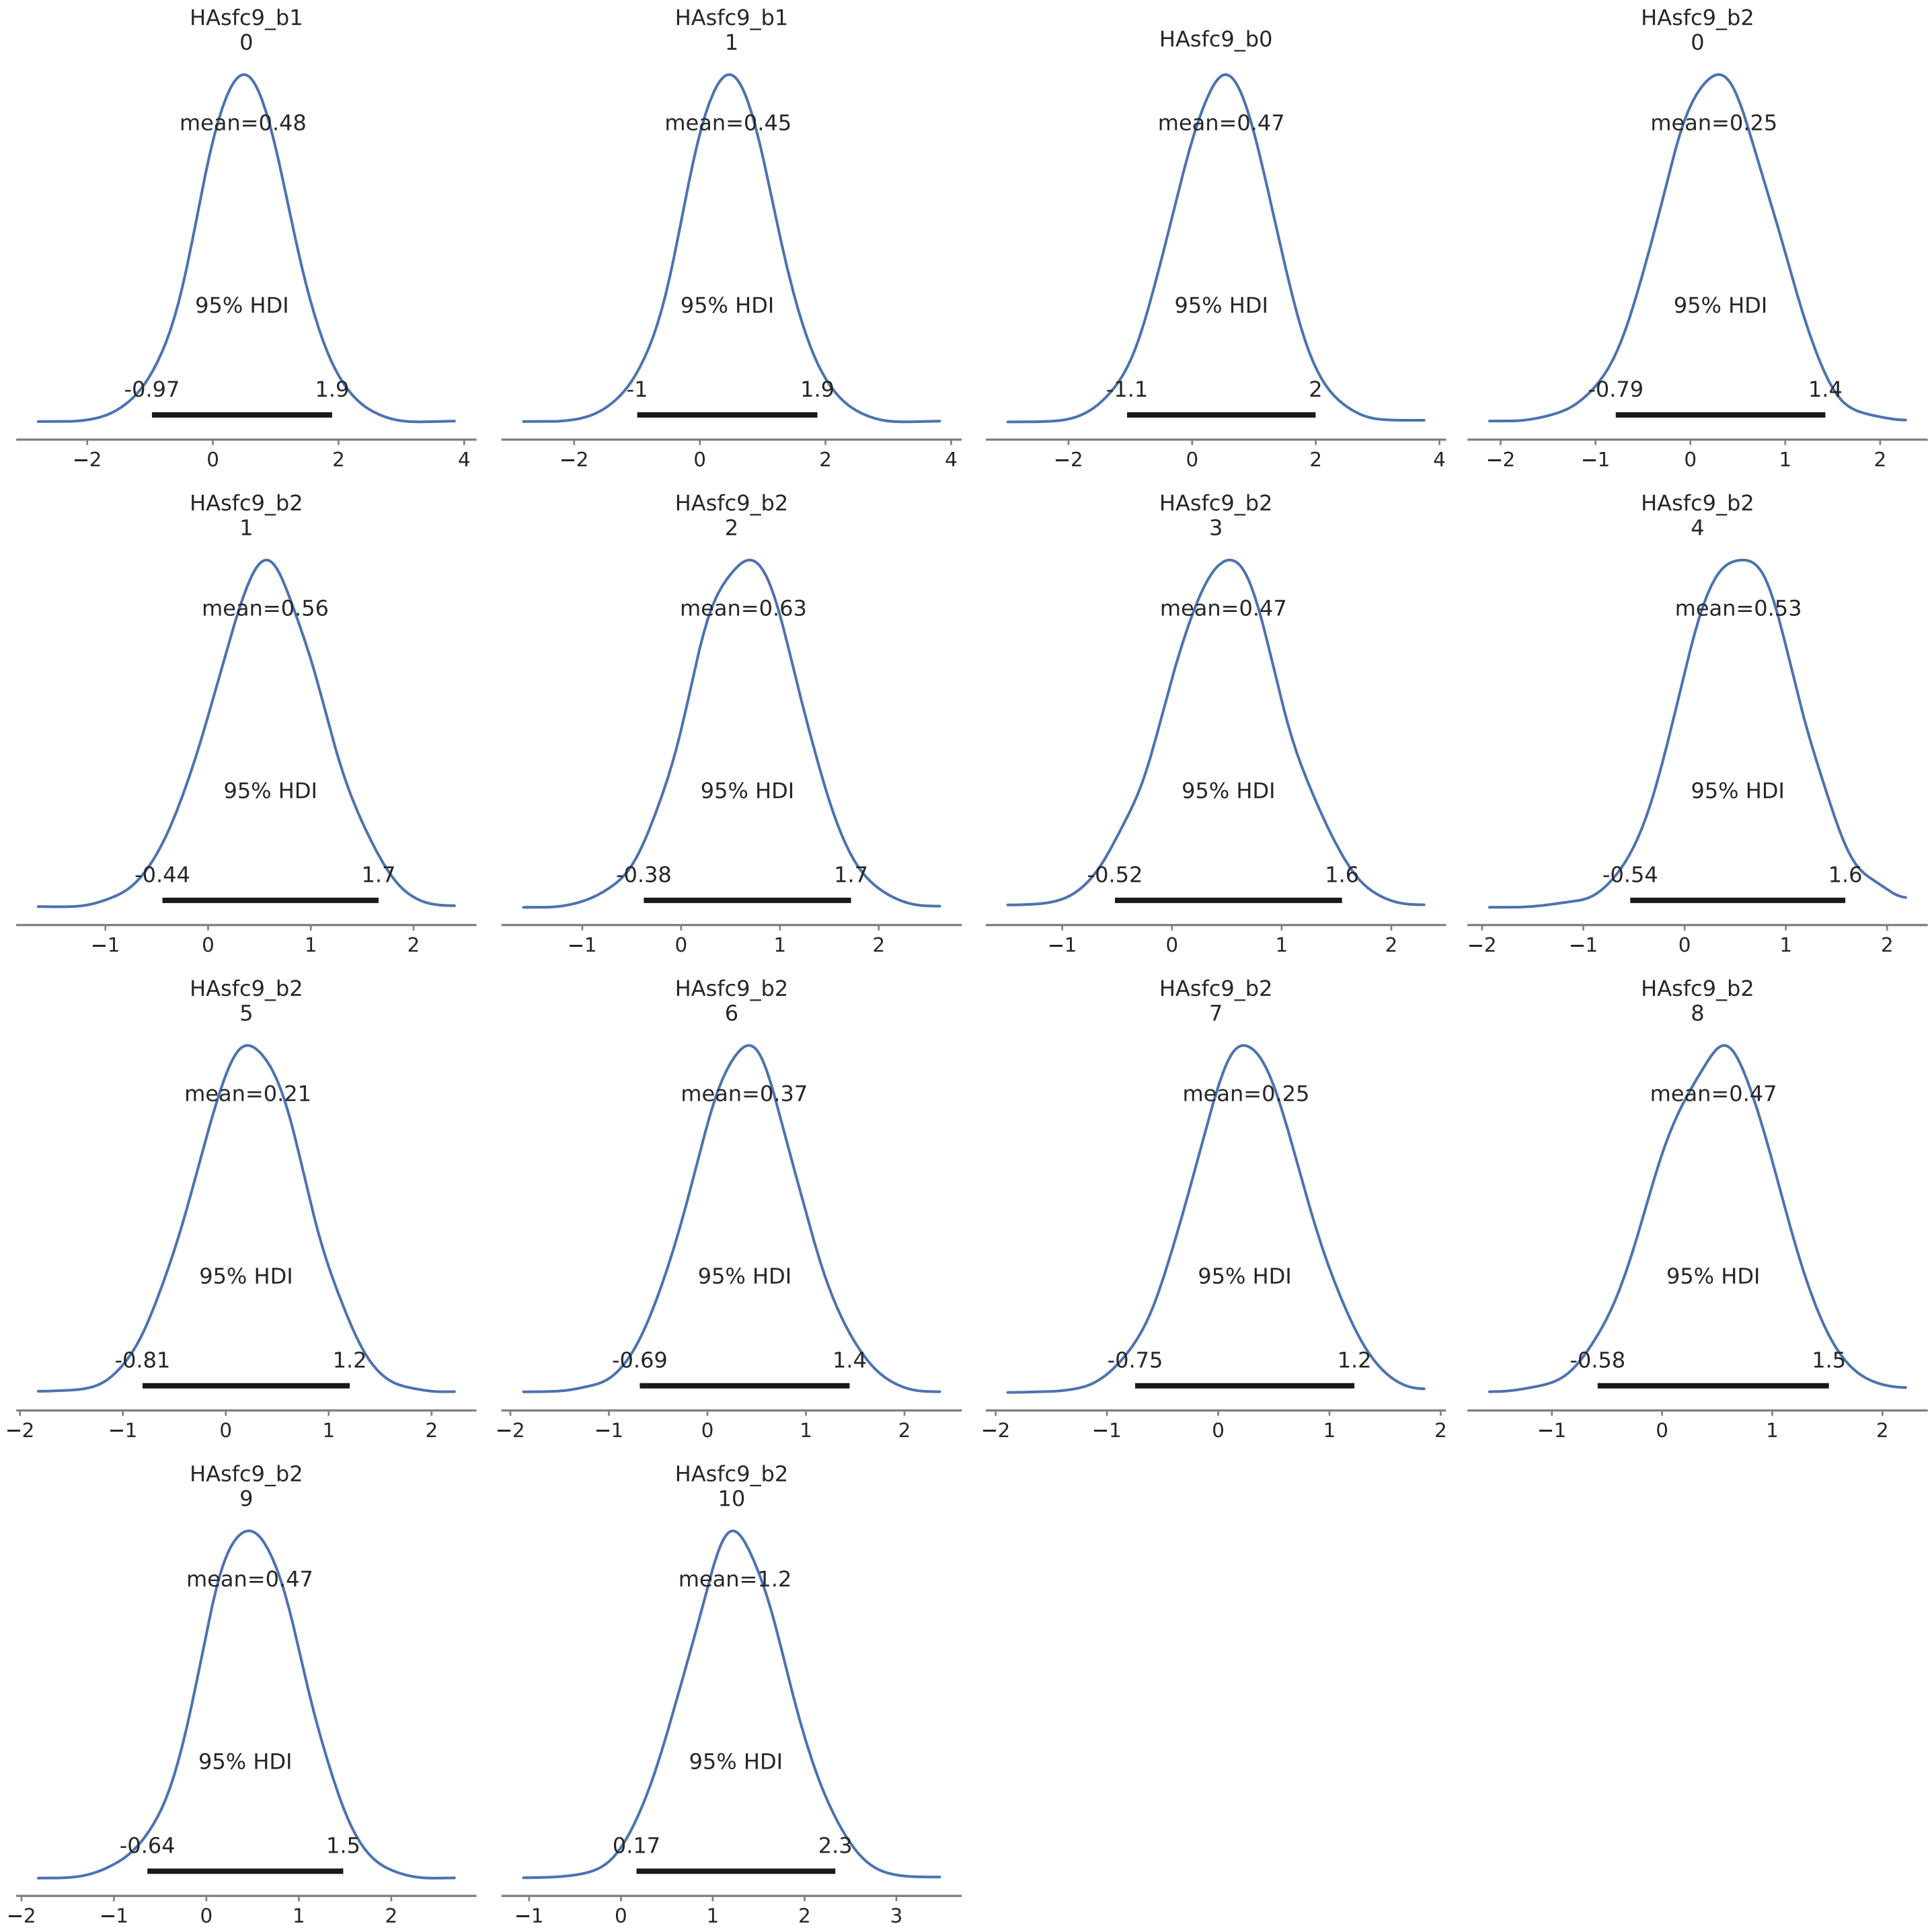 HAsfc9_b1
0
mean=0.48
95% HDI
-0.97 1.9
−2 0 2 4
HAsfc9_b1
1
mean=0.45
95% HDI
-1 1.9
−2 0 2 4
HAsfc9_b0
mean=0.47
95% HDI
-1.1 2
−2 0 2 4
HAsfc9_b2
0
mean=0.25
95% HDI
-0.79 1.4
−2 −1 0 1 2
HAsfc9_b2
1
mean=0.56
95% HDI
-0.44 1.7
−1 0 1 2
HAsfc9_b2
2
mean=0.63
95% HDI
-0.38 1.7
−1 0 1 2
HAsfc9_b2
3
mean=0.47
95% HDI
-0.52 1.6
−1 0 1 2
HAsfc9_b2
4
mean=0.53
95% HDI
-0.54 1.6
−2 −1 0 1 2
HAsfc9_b2
5
mean=0.21
95% HDI
-0.81 1.2
−2 −1 0 1 2
HAsfc9_b2
6
mean=0.37
95% HDI
-0.69 1.4
−2 −1 0 1 2
HAsfc9_b2
7
mean=0.25
95% HDI
-0.75 1.2
−2 −1 0 1 2
HAsfc9_b2
8
mean=0.47
95% HDI
-0.58 1.5
−1 0 1 2
HAsfc9_b2
9
mean=0.47
95% HDI
-0.64 1.5
−2 −1 0 1 2
HAsfc9_b2
10
mean=1.2
95% HDI
0.17 2.3
−1 0 1 2 3